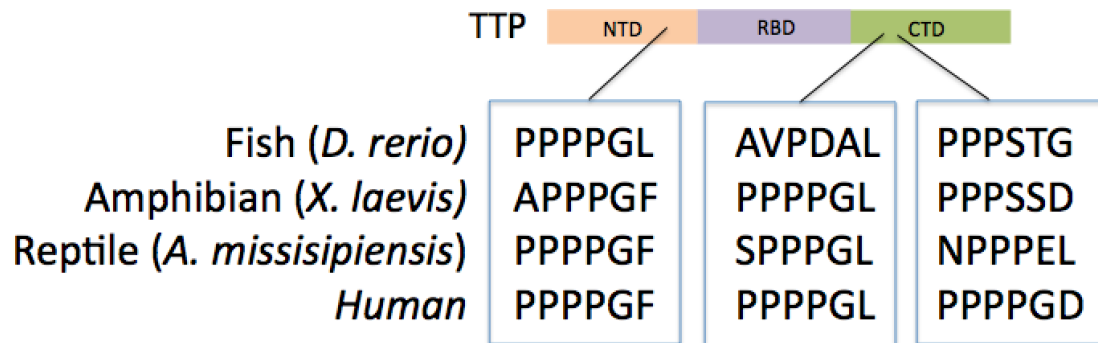 TTP NTD RBD CTD
Fish (D. rerio) PPPPGL AVPDAL PPPSTG
Amphibian (X. laevis) APPPGF PPPPGL PPPSSD
Reptile (A. missisipiensis) PPPPGF SPPPGL NPPPEL
Human PPPPGF PPPPGL PPPPGD